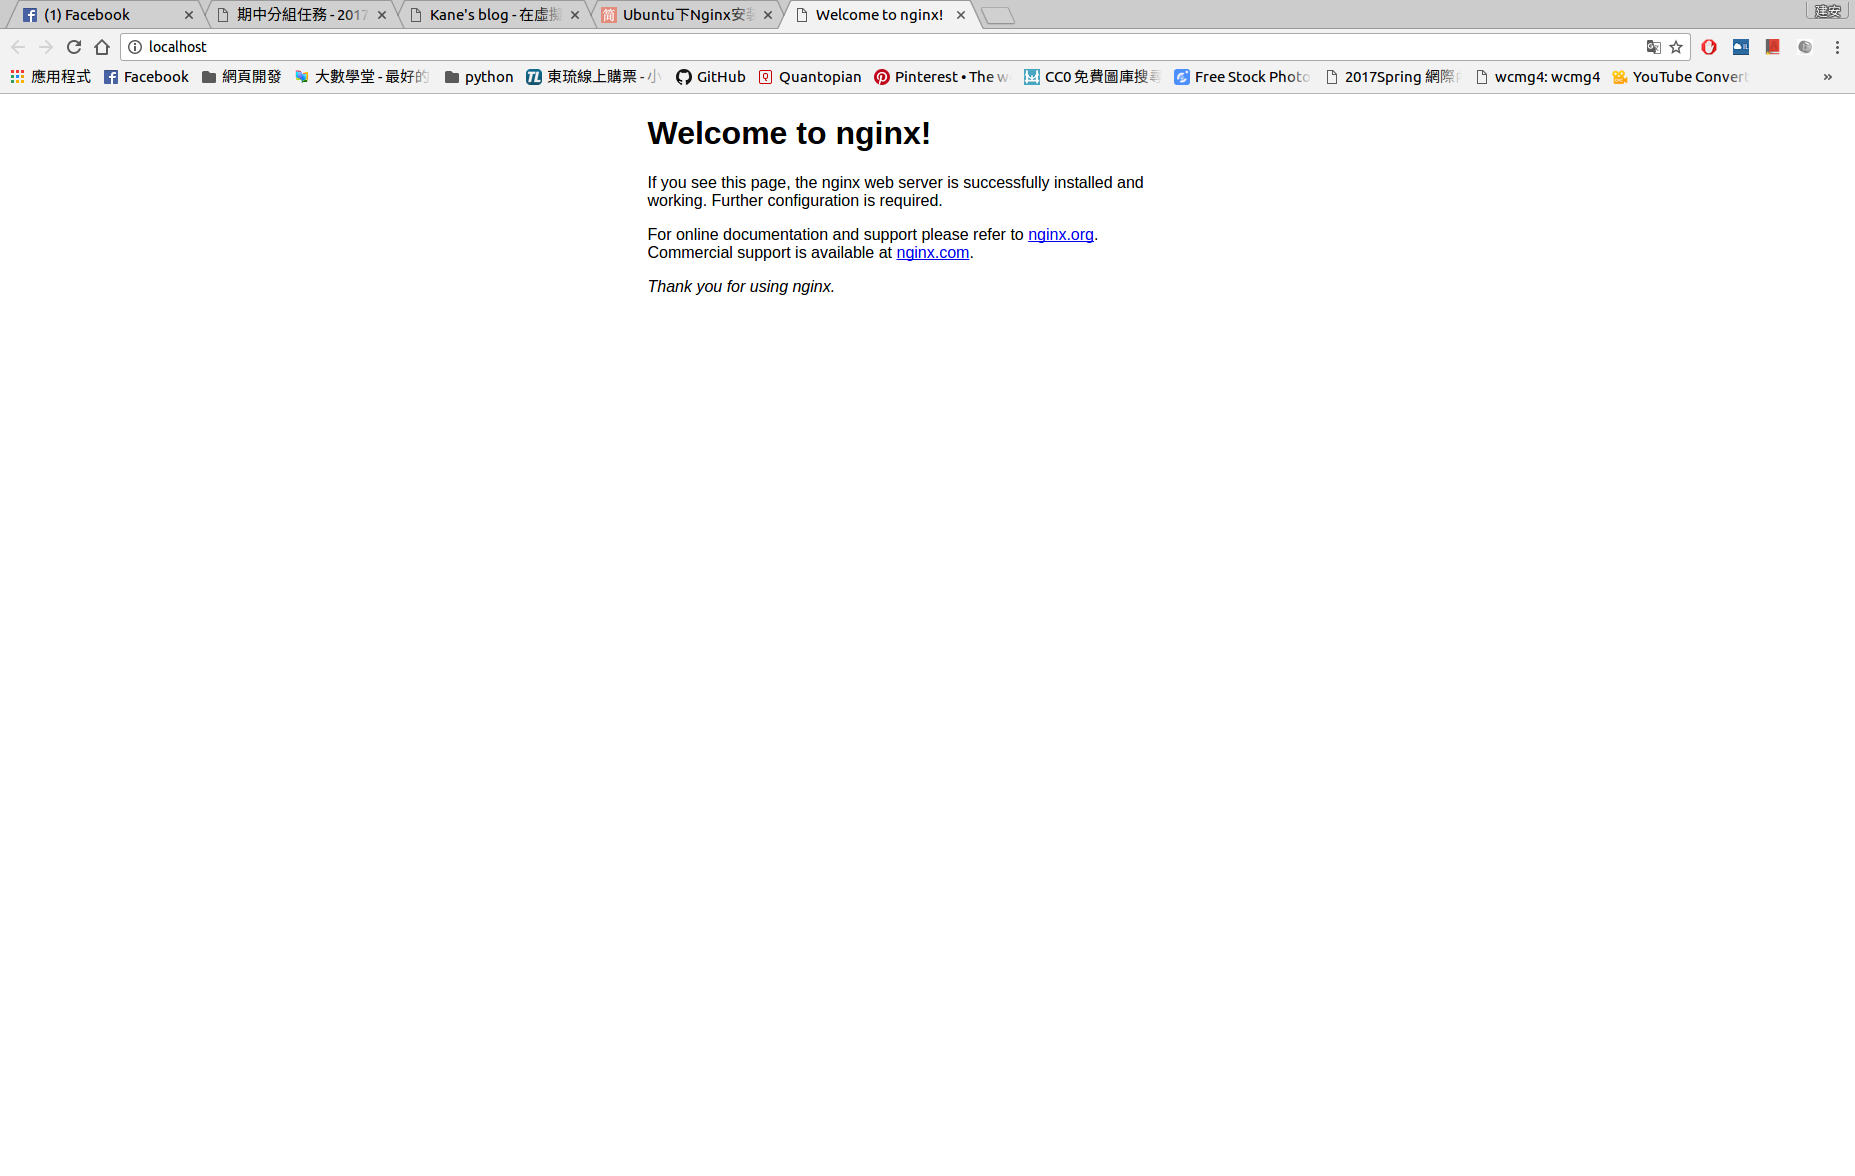 (1) Facebook
期中分組任務 - 2017
Kane's blog - 在虛擬
简 Ubuntu下Nginx安装
Welcome to nginx!
建安
localhost
應用程式
Facebook
網頁開發
大數學堂 - 最好的
python
TL 東琉線上購票 - 小
GitHub
Q Quantopian
Pinterest • The w
CC0 免費圖庫搜尋
Free Stock Photo
2017Spring 網際
wcmg4: wcmg4
YouTube Convert
»
Welcome to nginx!
If you see this page, the nginx web server is successfully installed and
working. Further configuration is required.
For online documentation and support please refer to nginx.org.
Commercial support is available at nginx.com.
Thank you for using nginx.